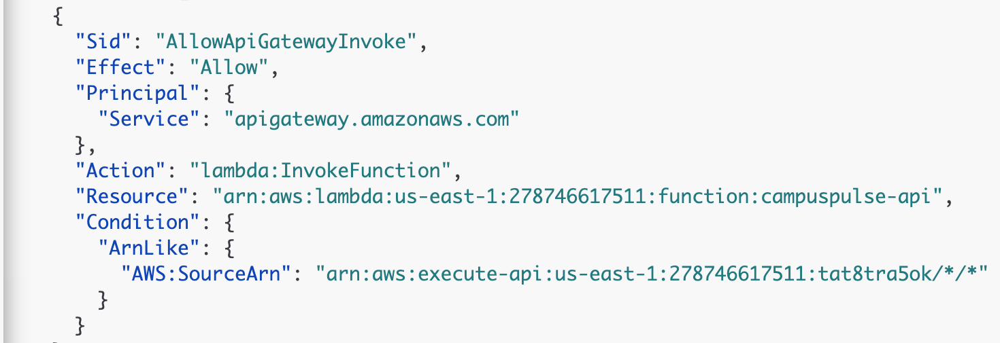 {
"Sid": "AllowApiGatewayInvoke",
"Effect": "Allow",
"Principal": {
"Service": "apigateway.amazonaws.com"
},
"Action": "lambda:InvokeFunction",
"Resource": "arn:aws:lambda:us-east-1:278746617511:function:campuspulse-api",
"Condition": {
"ArnLike": {
"AWS:SourceArn": "arn:aws:execute-api:us-east-1:278746617511:tat8tra5ok/*/*"
}
}